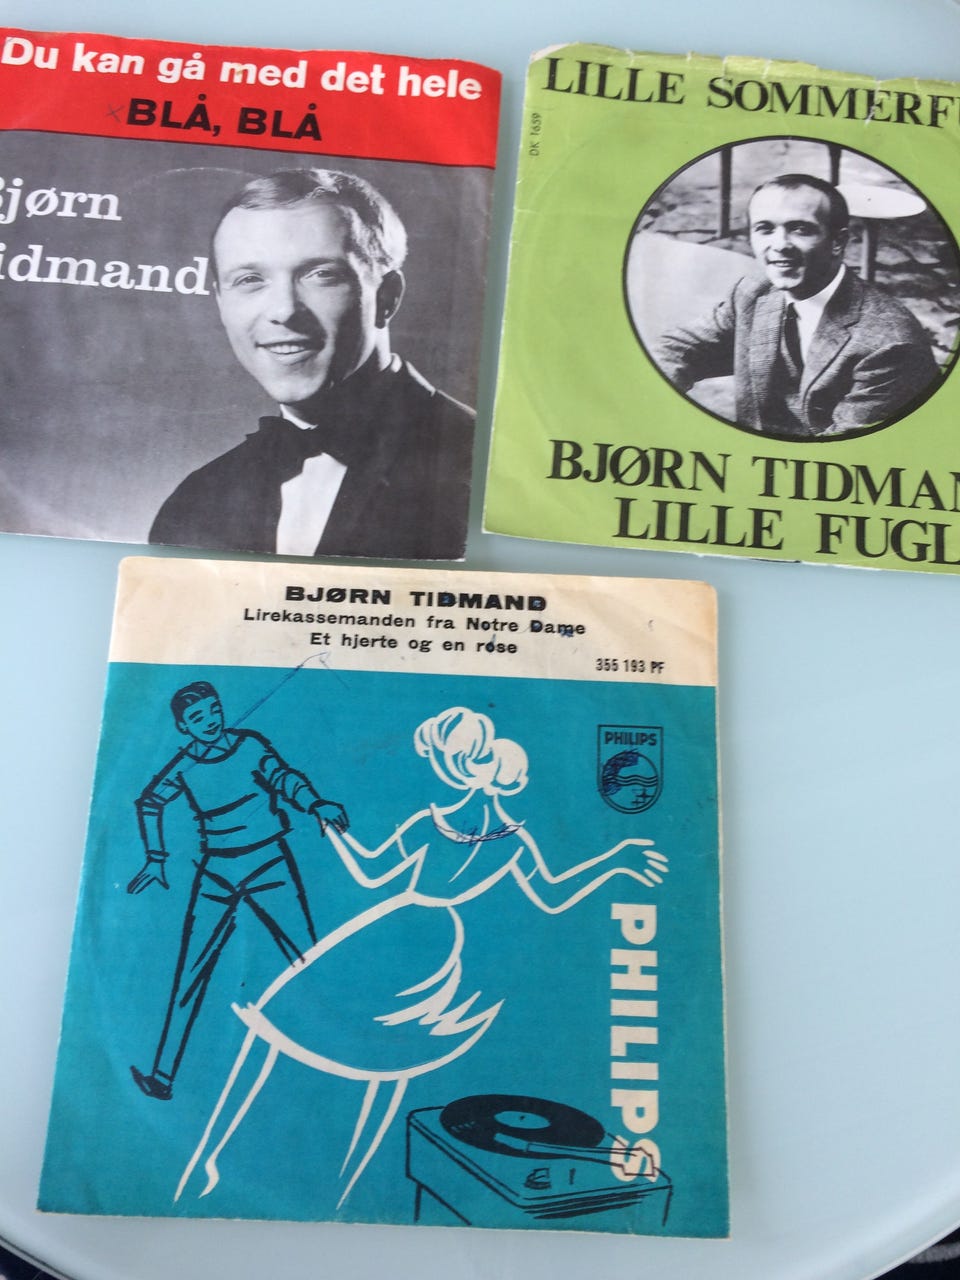 Du kan gå med det hele
BLÅ, BLÅ
Bjørn
idmand
LILLE SOMMERFU
DK 1659
BJØRN TIDMAN
LILLE FUGL
BJØRN TIDMAND
Lirekassemanden fra Notre Dame
Et hjerte og en rose
355 193 PF
PHILIPS
PHILIPS